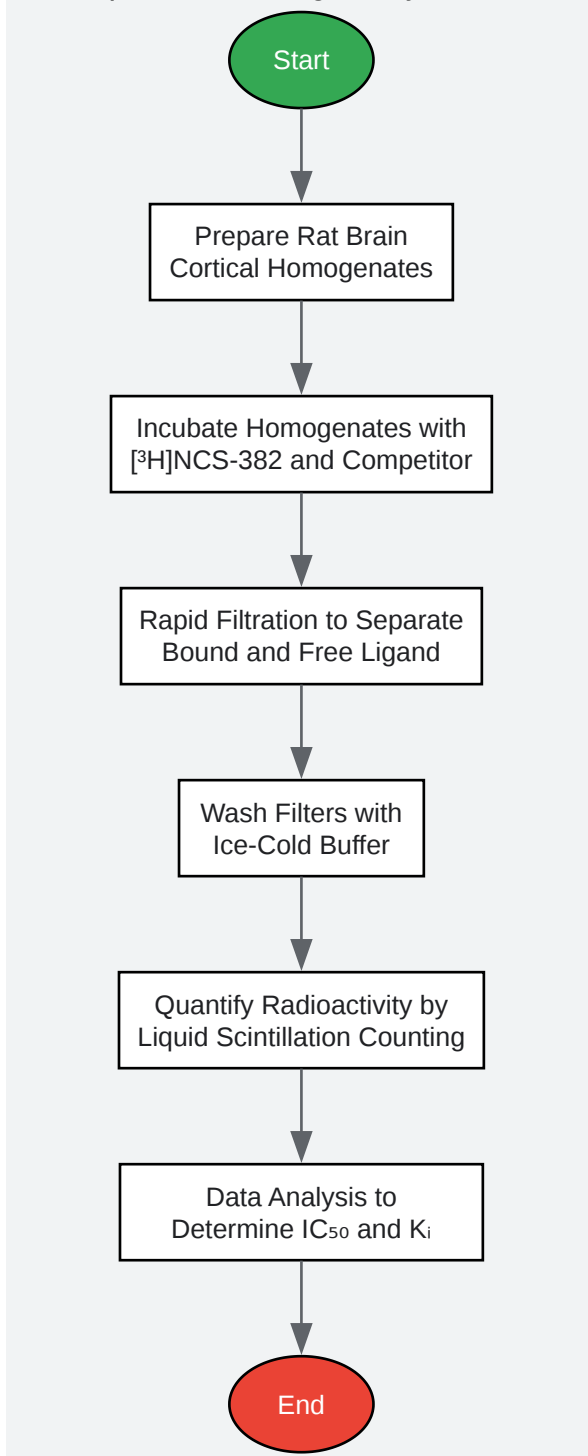 Start
Prepare Rat Brain
Cortical Homogenates
Incubate Homogenates with
[³H]NCS-382 and Competitor
Rapid Filtration to Separate
Bound and Free Ligand
Wash Filters with
Ice-Cold Buffer
Quantify Radioactivity by
Liquid Scintillation Counting
Data Analysis to
Determine IC₅₀ and Kᵢ
End